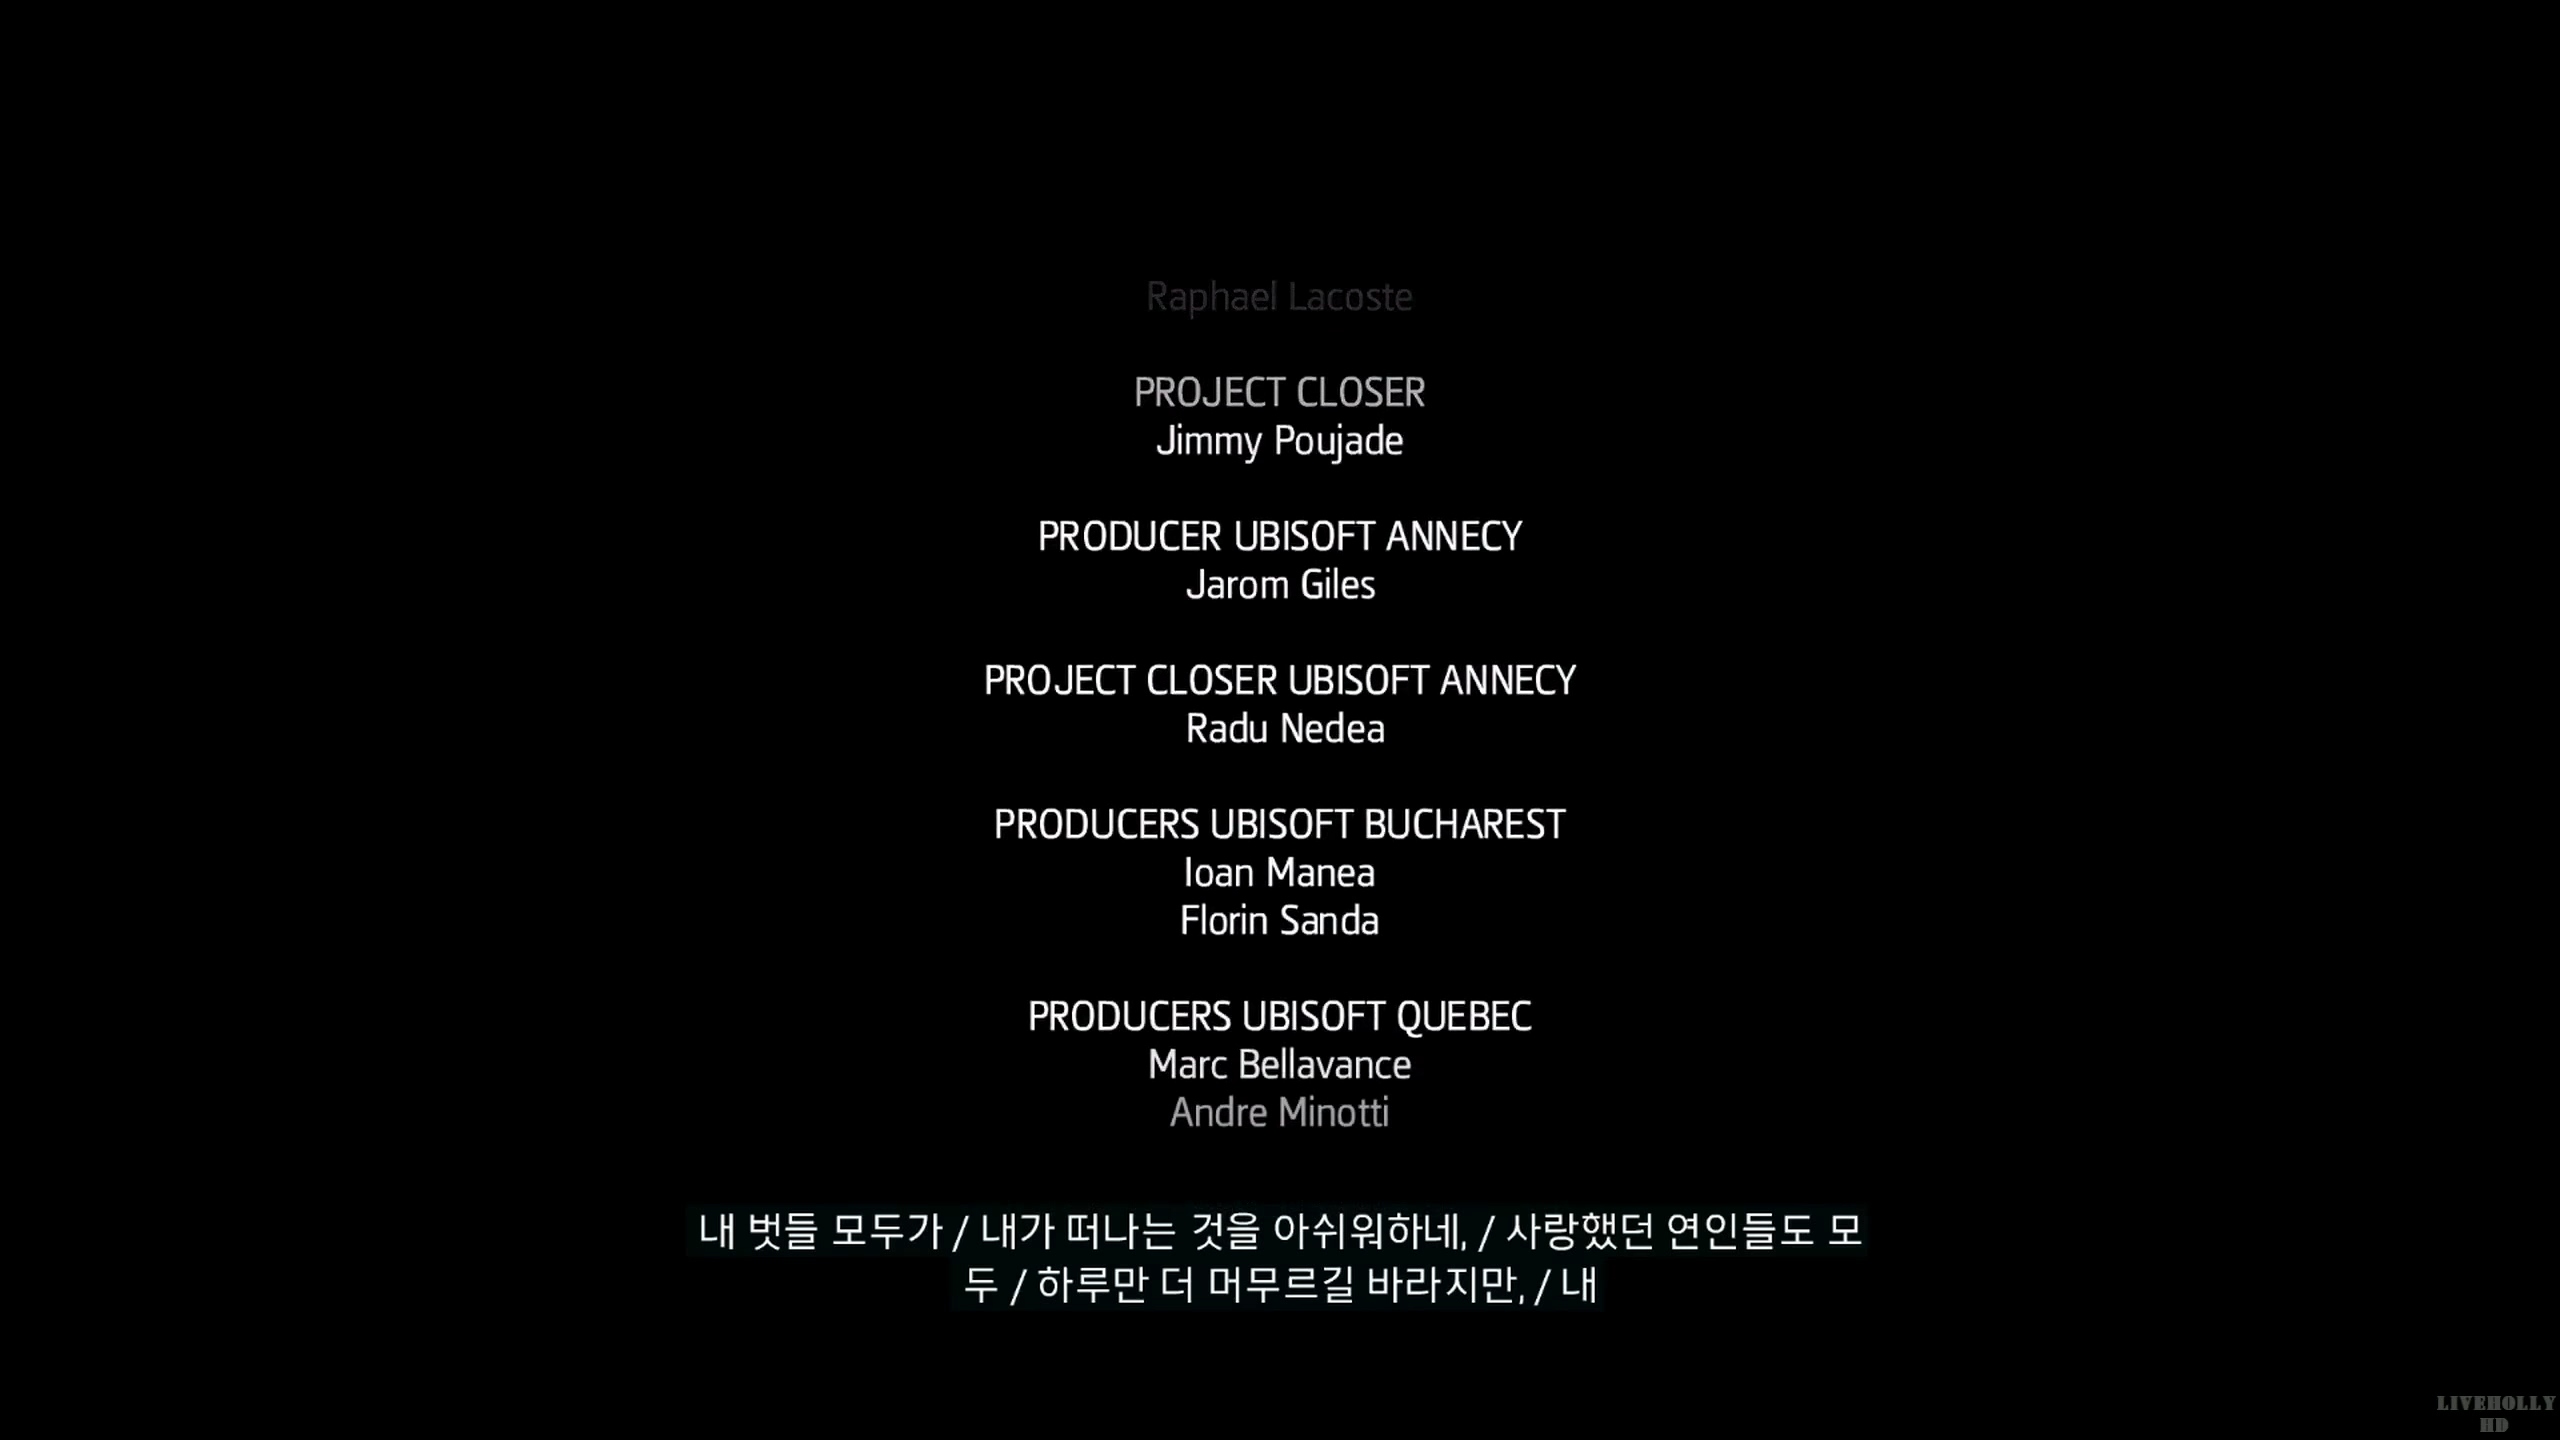 Raphael Lacoste
PROJECT CLOSER
Jimmy Poujade
PRODUCER UBISOFT ANNECY
Jarom Giles
PROJECT CLOSER UBISOFT ANNECY
Radu Nedea
PRODUCERS UBISOFT BUCHAREST
Ioan Manea
Florin Sanda
PRODUCERS UBISOFT QUEBEC
Marc Bellavance
Andre Minotti
내 벗들 모두가 / 내가 떠나는 것을 아쉬워하네, / 사랑했던 연인들도 모
두 / 하루만 더 머무르길 바라지만, / 내
LIVEHOLLY
HD